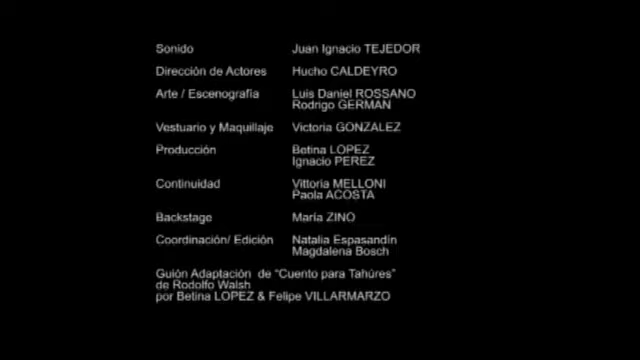 Sonido Juan Ignacio TEJEDOR
Dirección de Actores Hucho CALDEYRO
Arte / Escenografía Luis Daniel ROSSANO
Rodrigo GERMAN
Vestuario y Maquillaje Victoria GONZALEZ
Producción Betina LOPEZ
Ignacio PEREZ
Continuidad Vittoria MELLONI
Paola ACOSTA
Backstage María ZINO
Coordinación/ Edición Natalia Espasandín
Magdalena Bosch
Guión Adaptación de “Cuento para Tahúres”
de Rodolfo Walsh
por Betina LOPEZ & Felipe VILLARMARZO